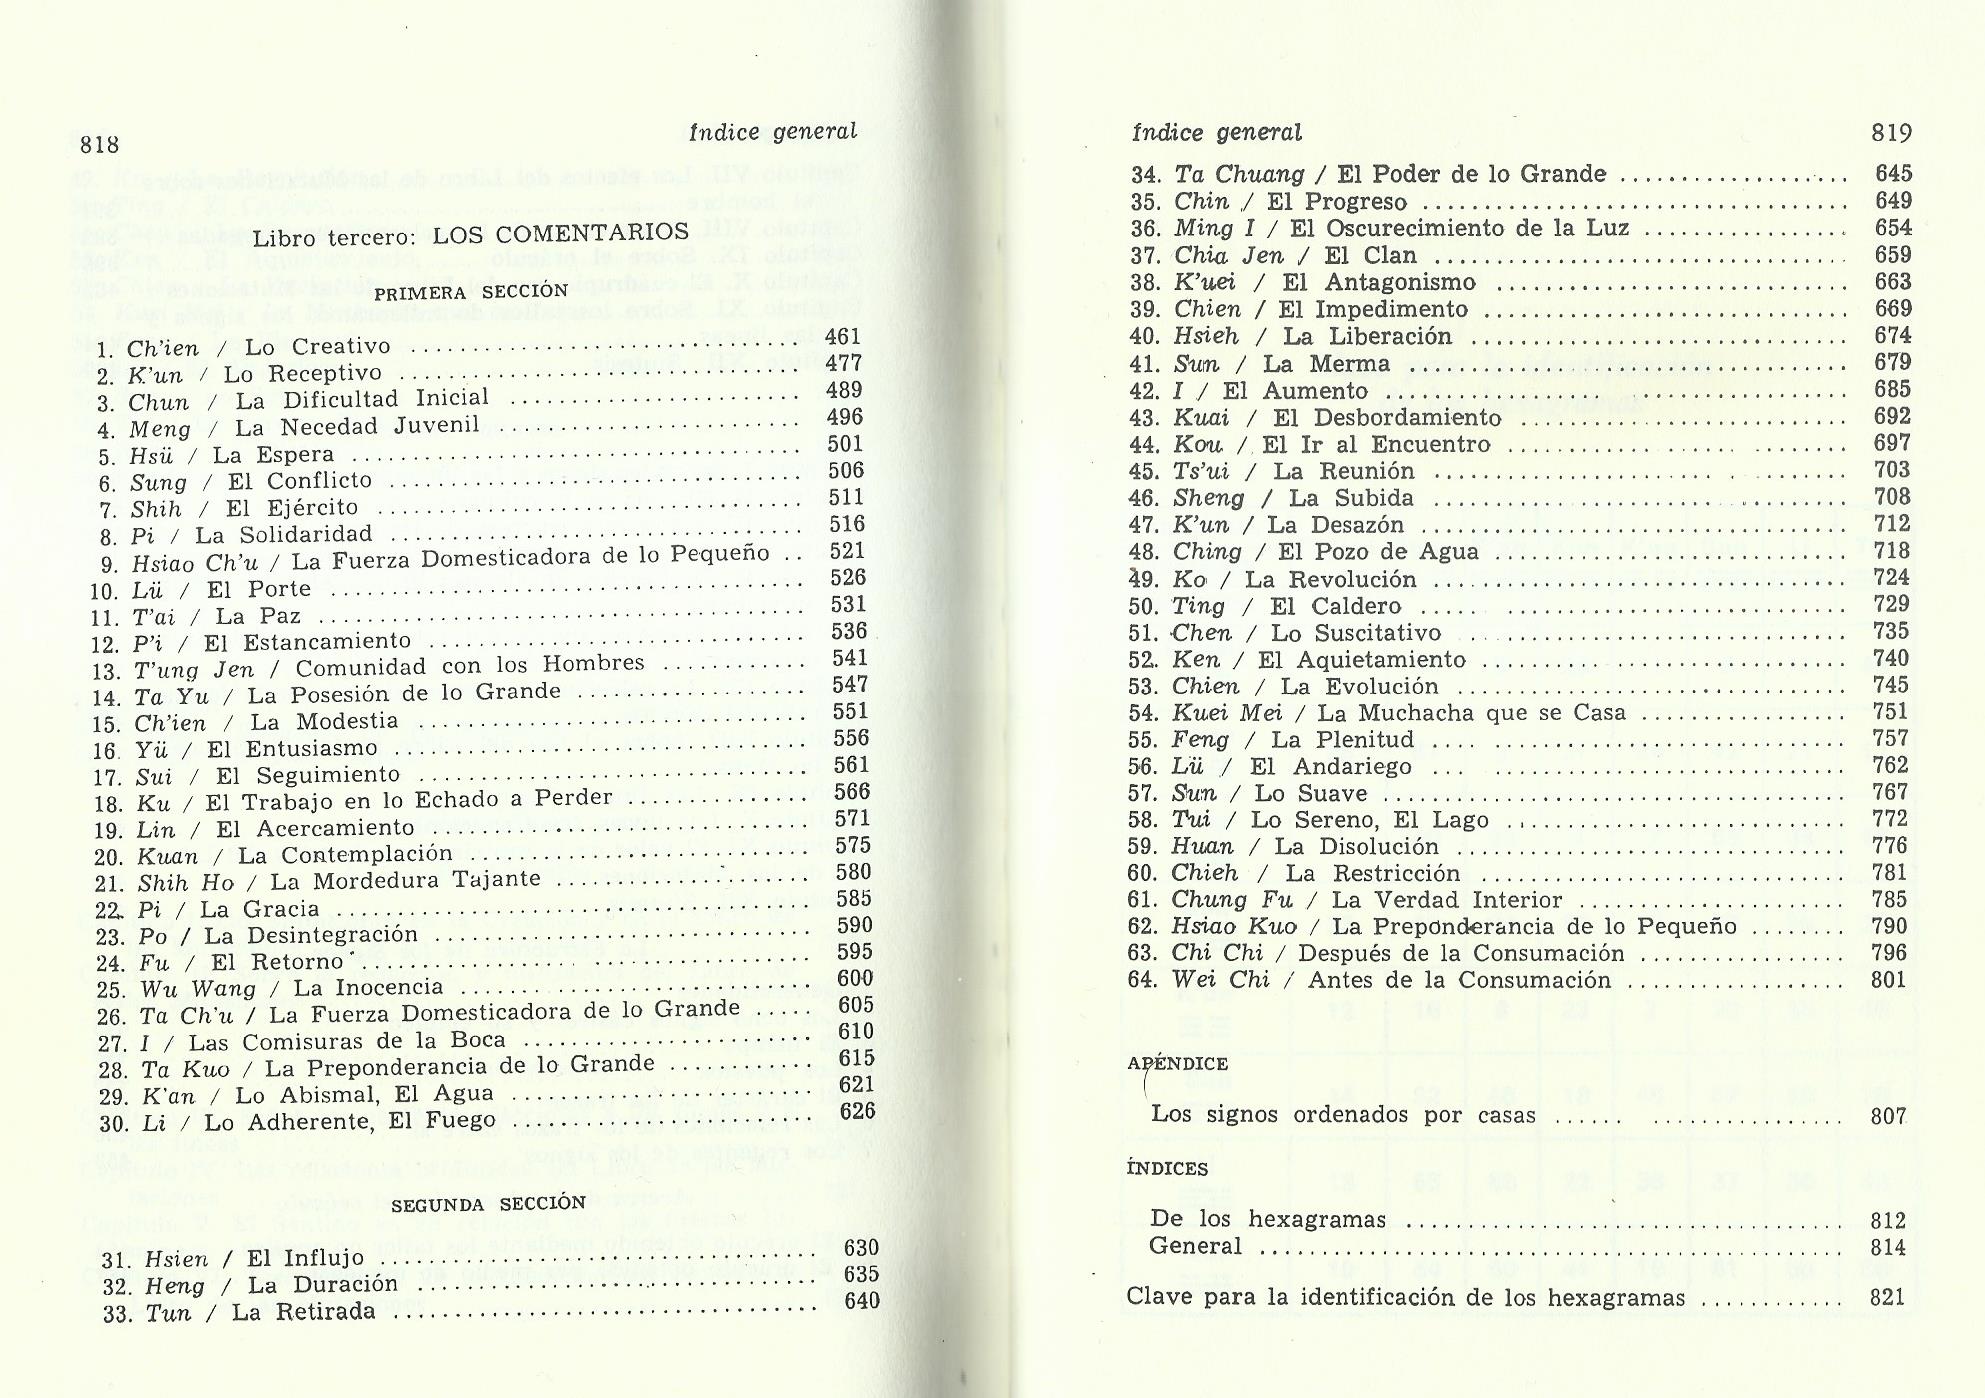 818
Índice general
Libro tercero: LOS COMENTARIOS
PRIMERA SECCIÓN
1. Ch'ien / Lo Creativo ........ 461
2. K'un / Lo Receptivo ........ 477
3. Chun / La Dificultad Inicial ........ 489
4. Meng / La Necedad Juvenil ........ 496
5. Hsü / La Espera ........ 501
6. Sung / El Conflicto ........ 506
7. Shih / El Ejército ........ 511
8. Pi / La Solidaridad ........ 516
9. Hsiao Ch'u / La Fuerza Domesticadora de lo Pequeño .. 521
10. Lü / El Porte ........ 526
11. T'ai / La Paz ........ 531
12. P'i / El Estancamiento ........ 536
13. T'ung Jen / Comunidad con los Hombres ........ 541
14. Ta Yu / La Posesión de lo Grande ........ 547
15. Ch'ien / La Modestia ........ 551
16. Yü / El Entusiasmo ........ 556
17. Sui / El Seguimiento ........ 561
18. Ku / El Trabajo en lo Echado a Perder ........ 566
19. Lin / El Acercamiento ........ 571
20. Kuan / La Contemplación ........ 575
21. Shih Ho / La Mordedura Tajante ........ 580
22. Pi / La Gracia ........ 585
23. Po / La Desintegración ........ 590
24. Fu / El Retorno ........ 595
25. Wu Wang / La Inocencia ........ 600
26. Ta Ch'u / La Fuerza Domesticadora de lo Grande ..... 605
27. I / Las Comisuras de la Boca ........ 610
28. Ta Kuo / La Preponderancia de lo Grande ........ 615
29. K'an / Lo Abismal, El Agua ........ 621
30. Li / Lo Adherente, El Fuego ........ 626
SEGUNDA SECCIÓN
31. Hsien / El Influjo ........ 630
32. Heng / La Duración ........ 635
33. Tun / La Retirada ........ 640
Índice general
819
34. Ta Chuang / El Poder de lo Grande ........ 645
35. Chin / El Progreso ........ 649
36. Ming I / El Oscurecimiento de la Luz ........ 654
37. Chia Jen / El Clan ........ 659
38. K'uei / El Antagonismo ........ 663
39. Chien / El Impedimento ........ 669
40. Hsieh / La Liberación ........ 674
41. Sun / La Merma ........ 679
42. I / El Aumento ........ 685
43. Kuai / El Desbordamiento ........ 692
44. Kou / El Ir al Encuentro ........ 697
45. Ts'ui / La Reunión ........ 703
46. Sheng / La Subida ........ 708
47. K'un / La Desazón ........ 712
48. Ching / El Pozo de Agua ........ 718
49. Ko / La Revolución ........ 724
50. Ting / El Caldero ........ 729
51. Chen / Lo Suscitativo ........ 735
52. Ken / El Aquietamiento ........ 740
53. Chien / La Evolución ........ 745
54. Kuei Mei / La Muchacha que se Casa ........ 751
55. Feng / La Plenitud ........ 757
56. Lü / El Andariego ........ 762
57. Sun / Lo Suave ........ 767
58. Tui / Lo Sereno, El Lago ........ 772
59. Huan / La Disolución ........ 776
60. Chieh / La Restricción ........ 781
61. Chung Fu / La Verdad Interior ........ 785
62. Hsiao Kuo / La Preponderancia de lo Pequeño ........ 790
63. Chi Chi / Después de la Consumación ........ 796
64. Wei Chi / Antes de la Consumación ........ 801
APÉNDICE
Los signos ordenados por casas ........ 807
ÍNDICES
De los hexagramas ........ 812
General ........ 814
Clave para la identificación de los hexagramas ........ 821